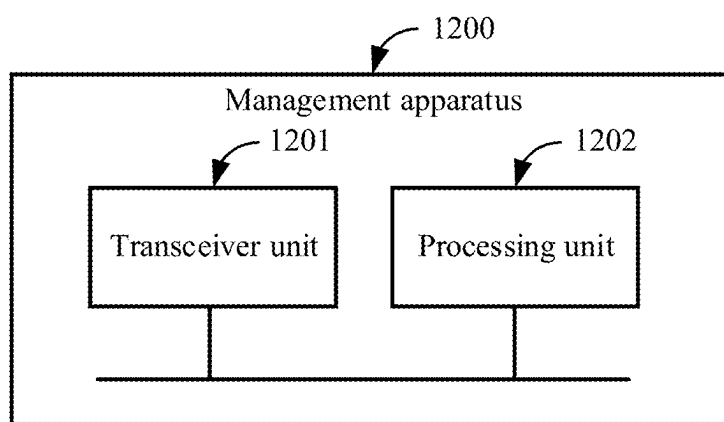 1200
Management apparatus
1201
1202
Transceiver unit
Processing unit